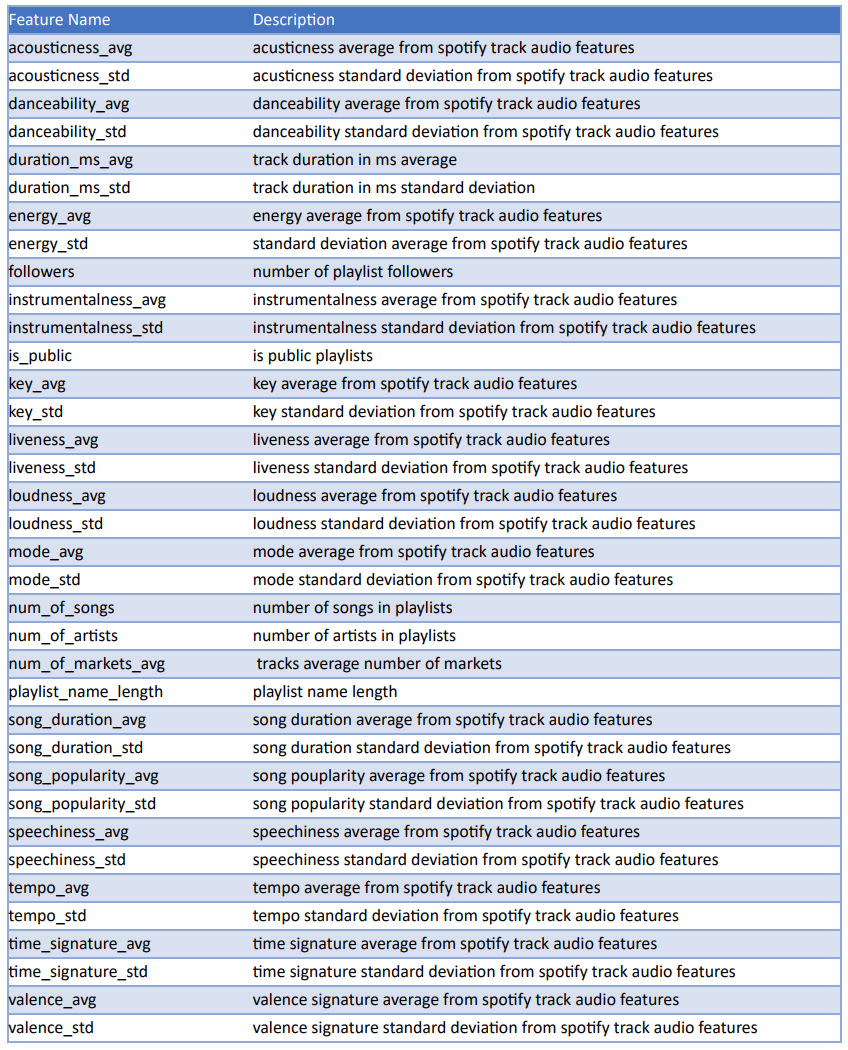 Feature Name Description
acousticness_avg acusticness average from spotify track audio features
acousticness_std acusticness standard deviation from spotify track audio features
danceability_avg danceability average from spotify track audio features
danceability_std danceability standard deviation from spotify track audio features
duration_ms_avg track duration in ms average
duration_ms_std track duration in ms standard deviation
energy_avg energy average from spotify track audio features
energy_std standard deviation average from spotify track audio features
followers number of playlist followers
instrumentalness_avg instrumentalness average from spotify track audio features
instrumentalness_std instrumentalness standard deviation from spotify track audio features
is_public is public playlists
key_avg key average from spotify track audio features
key_std key standard deviation from spotify track audio features
liveness_avg liveness average from spotify track audio features
liveness_std liveness standard deviation from spotify track audio features
loudness_avg loudness average from spotify track audio features
loudness_std loudness standard deviation from spotify track audio features
mode_avg mode average from spotify track audio features
mode_std mode standard deviation from spotify track audio features
num_of_songs number of songs in playlists
num_of_artists number of artists in playlists
num_of_markets_avg tracks average number of markets
playlist_name_length playlist name length
song_duration_avg song duration average from spotify track audio features
song_duration_std song duration standard deviation from spotify track audio features
song_popularity_avg song pouplarity average from spotify track audio features
song_popularity_std song popularity standard deviation from spotify track audio features
speechiness_avg speechiness average from spotify track audio features
speechiness_std speechiness standard deviation from spotify track audio features
tempo_avg tempo average from spotify track audio features
tempo_std tempo standard deviation from spotify track audio features
time_signature_avg time signature average from spotify track audio features
time_signature_std time signature standard deviation from spotify track audio features
valence_avg valence signature average from spotify track audio features
valence_std valence signature standard deviation from spotify track audio features